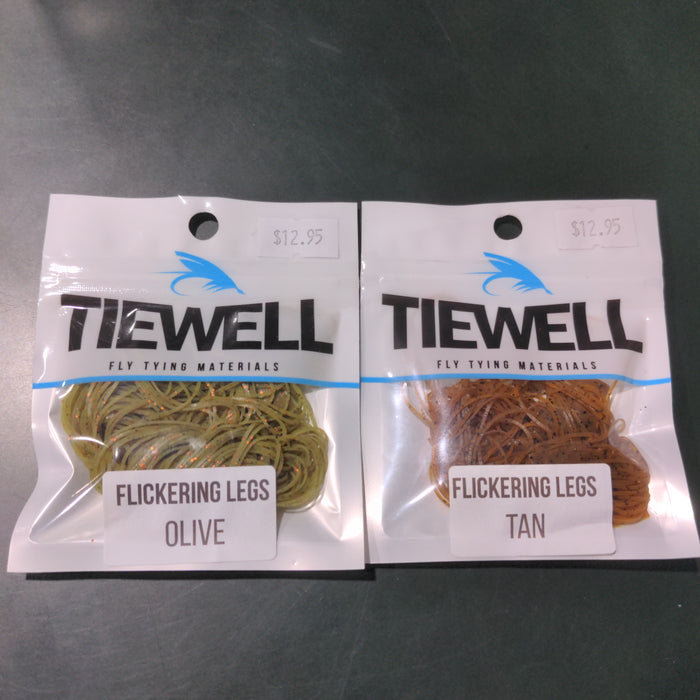 $12.95
TIEWELL
FLY TYING MATERIALS
FLICKERING LEGS
OLIVE
$12.95
TIEWELL
FLY TYING MATERIALS
FLICKERING LEGS
TAN